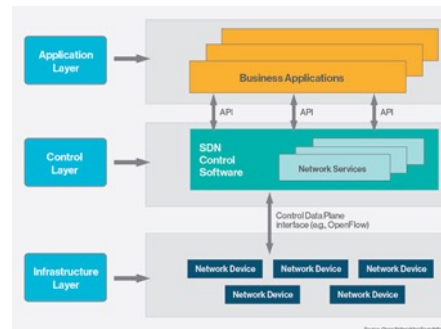 Application
Layer
Business Applications
API
API
API
Control
Layer
SDN
Control
Software
Network Services
Control Data Plane
interface (e.g., OpenFlow)
Infrastructure
Layer
Network Device
Network Device
Network Device
Network Device
Network Device